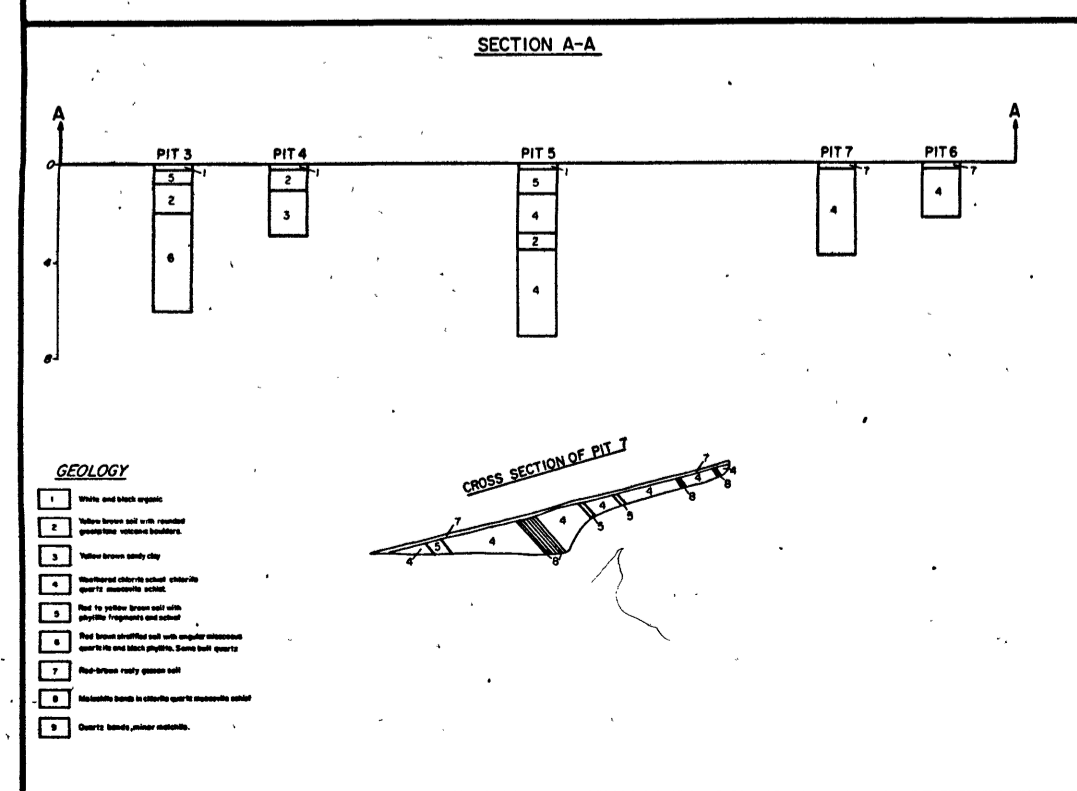 SECTION A-A
A A
PIT 3 PIT 4 PIT 5 PIT 7 PIT 6
0
1 1 1 7 7
5 2 5 4 4
2 3 4
6 2
4
4
8
CROSS SECTION OF PIT 7
7 4 5 4 8 4 5 4 5 4 8 4 8 4 7
GEOLOGY
1 White and black organic
2 Yellow brown soil with rounded
greenstone volcanic boulders.
3 Yellow brown sandy clay
4 Weathered chlorite schist chlorite
quartz muscovite schist.
5 Red to yellow brown soil with
phyllite fragments and schist
6 Red brown stratified soil with angular micaceous
quartzite and black phyllite. Some bull quartz
7 Red-brown rusty gossan soil
8 Malachite bands in chlorite quartz muscovite schist
9 Quartz bands, minor malchite.